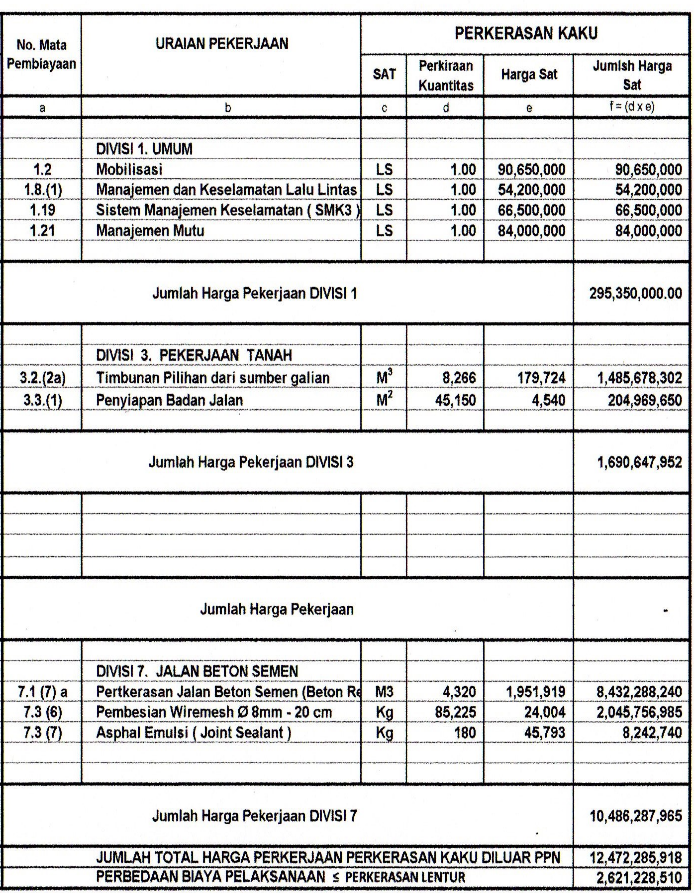 No. Mata Pembiayaan | URAIAN PEKERJAAN | PERKERASAN KAKU
SAT | Perkiraan Kuantitas | Harga Sat | Jumlsh Harga Sat
a | b | c | d | e | f = (d x e)
DIVISI 1. UMUM
1.2 | Mobilisasi | LS | 1.00 | 90,650,000 | 90,650,000
1.8.(1) | Manajemen dan Keselamatan Lalu Lintas | LS | 1.00 | 54,200,000 | 54,200,000
1.19 | Sistem Manajemen Keselamatan ( SMK3 ) | LS | 1.00 | 66,500,000 | 66,500,000
1.21 | Manajemen Mutu | LS | 1.00 | 84,000,000 | 84,000,000
Jumlah Harga Pekerjaan DIVISI 1 | 295,350,000.00
DIVISI 3. PEKERJAAN TANAH
3.2.(2a) | Timbunan Pilihan dari sumber galian | M³ | 8,266 | 179,724 | 1,485,678,302
3.3.(1) | Penyiapan Badan Jalan | M² | 45,150 | 4,540 | 204,969,650
Jumlah Harga Pekerjaan DIVISI 3 | 1,690,647,952
Jumlah Harga Pekerjaan | -
DIVISI 7. JALAN BETON SEMEN
7.1 (7) a | Pertkerasan Jalan Beton Semen (Beton Re | M3 | 4,320 | 1,951,919 | 8,432,288,240
7.3 (6) | Pembesian Wiremesh Ø 8mm - 20 cm | Kg | 85,225 | 24,004 | 2,045,756,985
7.3 (7) | Asphal Emulsi ( Joint Sealant ) | Kg | 180 | 45,793 | 8,242,740
Jumlah Harga Pekerjaan DIVISI 7 | 10,486,287,965
JUMLAH TOTAL HARGA PERKERJAAN PERKERASAN KAKU DILUAR PPN | 12,472,285,918
PERBEDAAN BIAYA PELAKSANAAN ≤ PERKERASAN LENTUR | 2,621,228,510